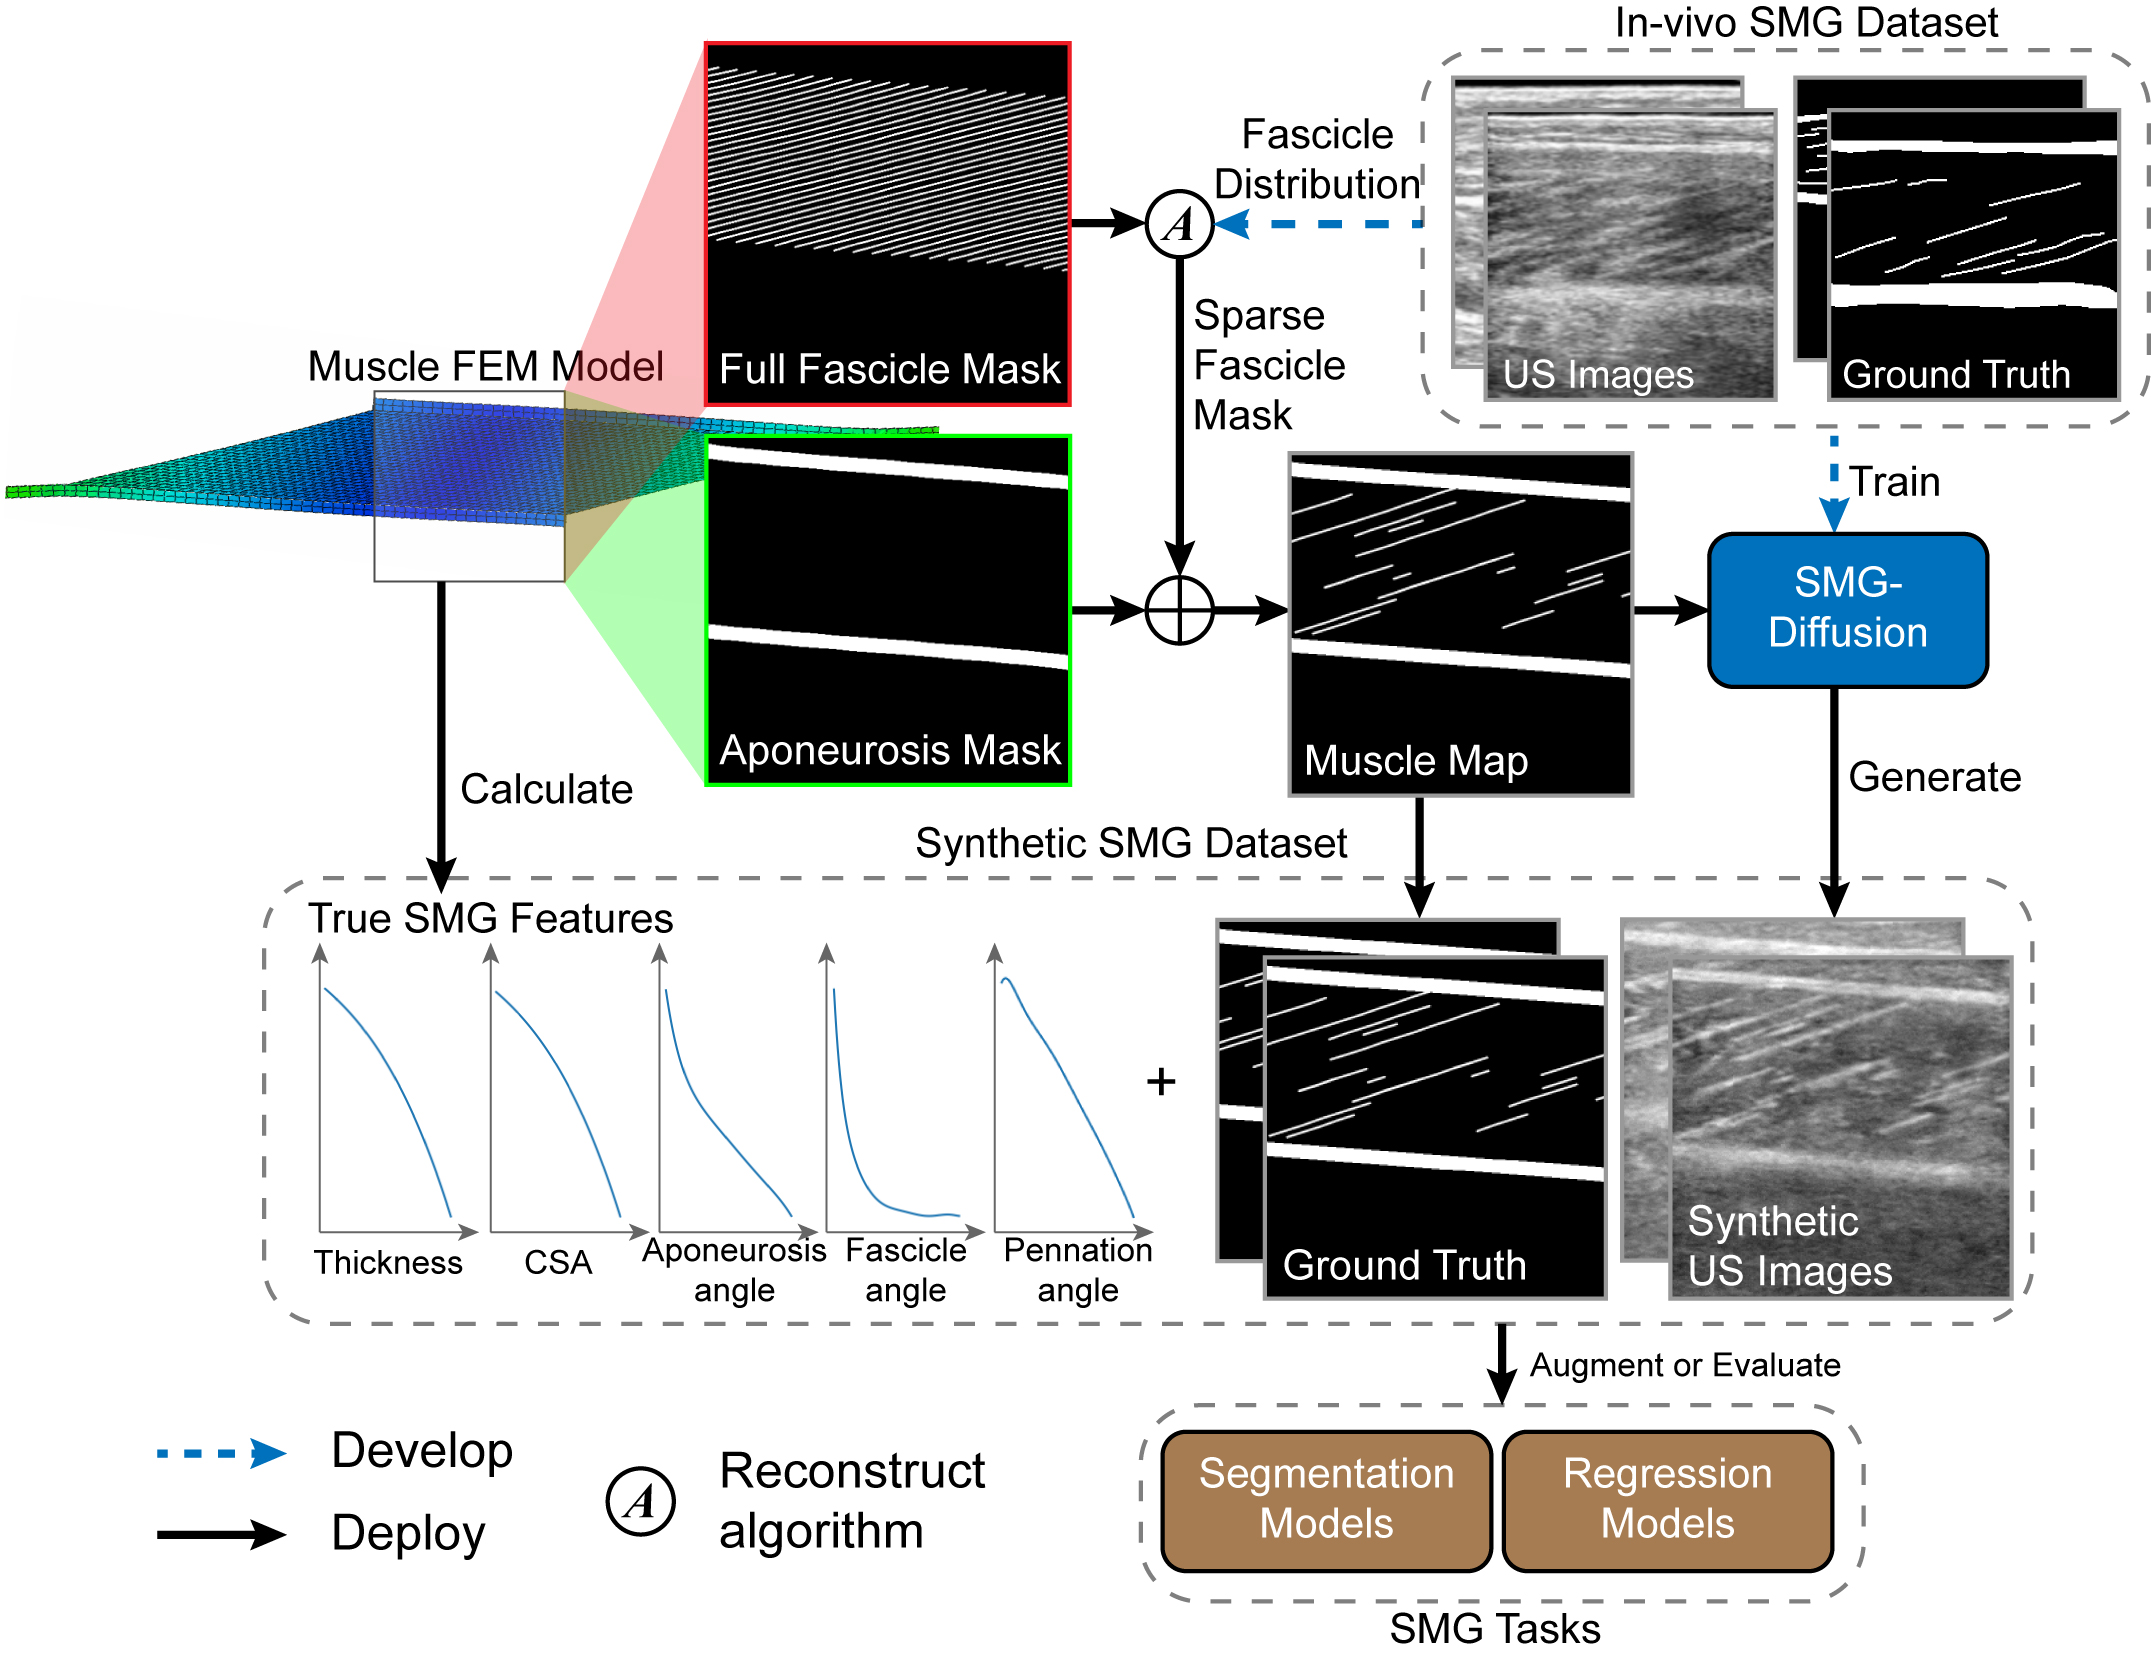 In-vivo SMG Dataset
Fascicle
Distribution
A
US Images
Ground Truth
Full Fascicle Mask
Muscle FEM Model
Sparse
Fascicle
Mask
Train
SMG-
Diffusion
Aponeurosis Mask
Muscle Map
Calculate
Generate
Synthetic SMG Dataset
True SMG Features
Thickness
CSA
Aponeurosis
angle
Fascicle
angle
Pennation
angle
+
Ground Truth
Synthetic
US Images
Augment or Evaluate
Develop
Deploy
A
Reconstruct
algorithm
Segmentation
Models
Regression
Models
SMG Tasks